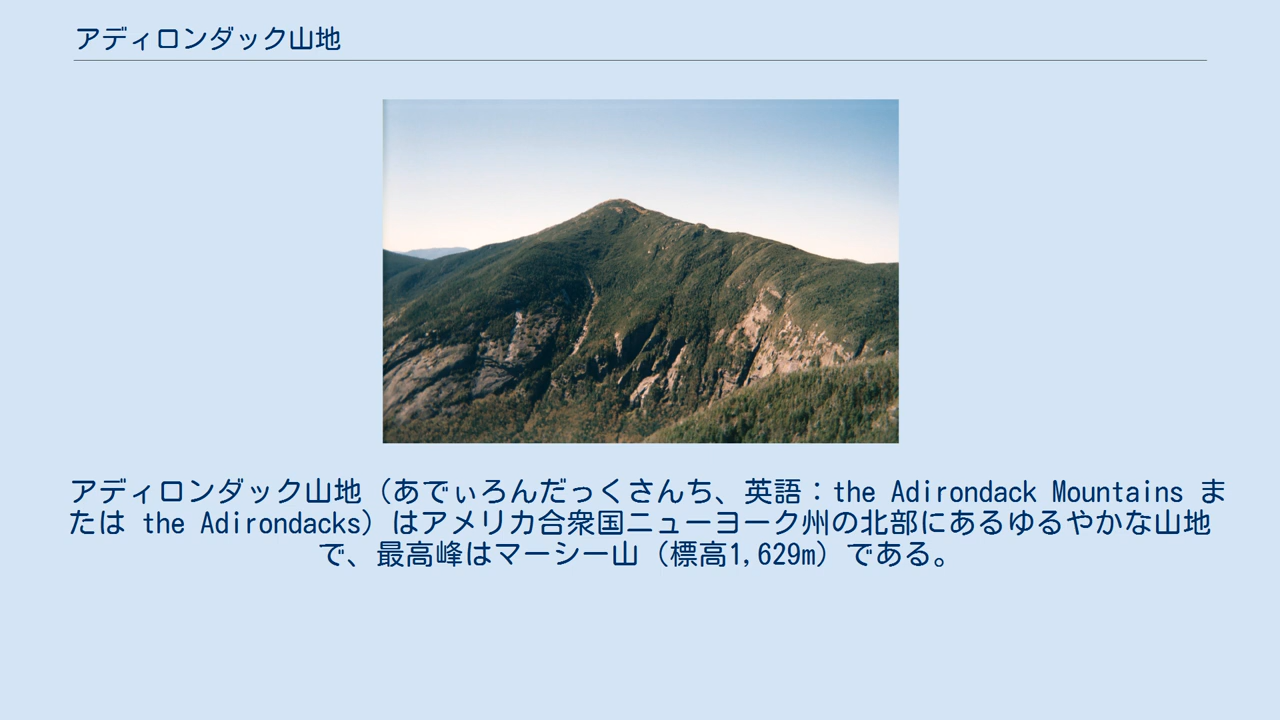 アディロンダック山地
アディロンダック山地（あでぃろんだっくさんち、英語：the Adirondack Mountains ま
たは the Adirondacks）はアメリカ合衆国ニューヨーク州の北部にあるゆるやかな山地
で、最高峰はマーシー山（標高1,629m）である。